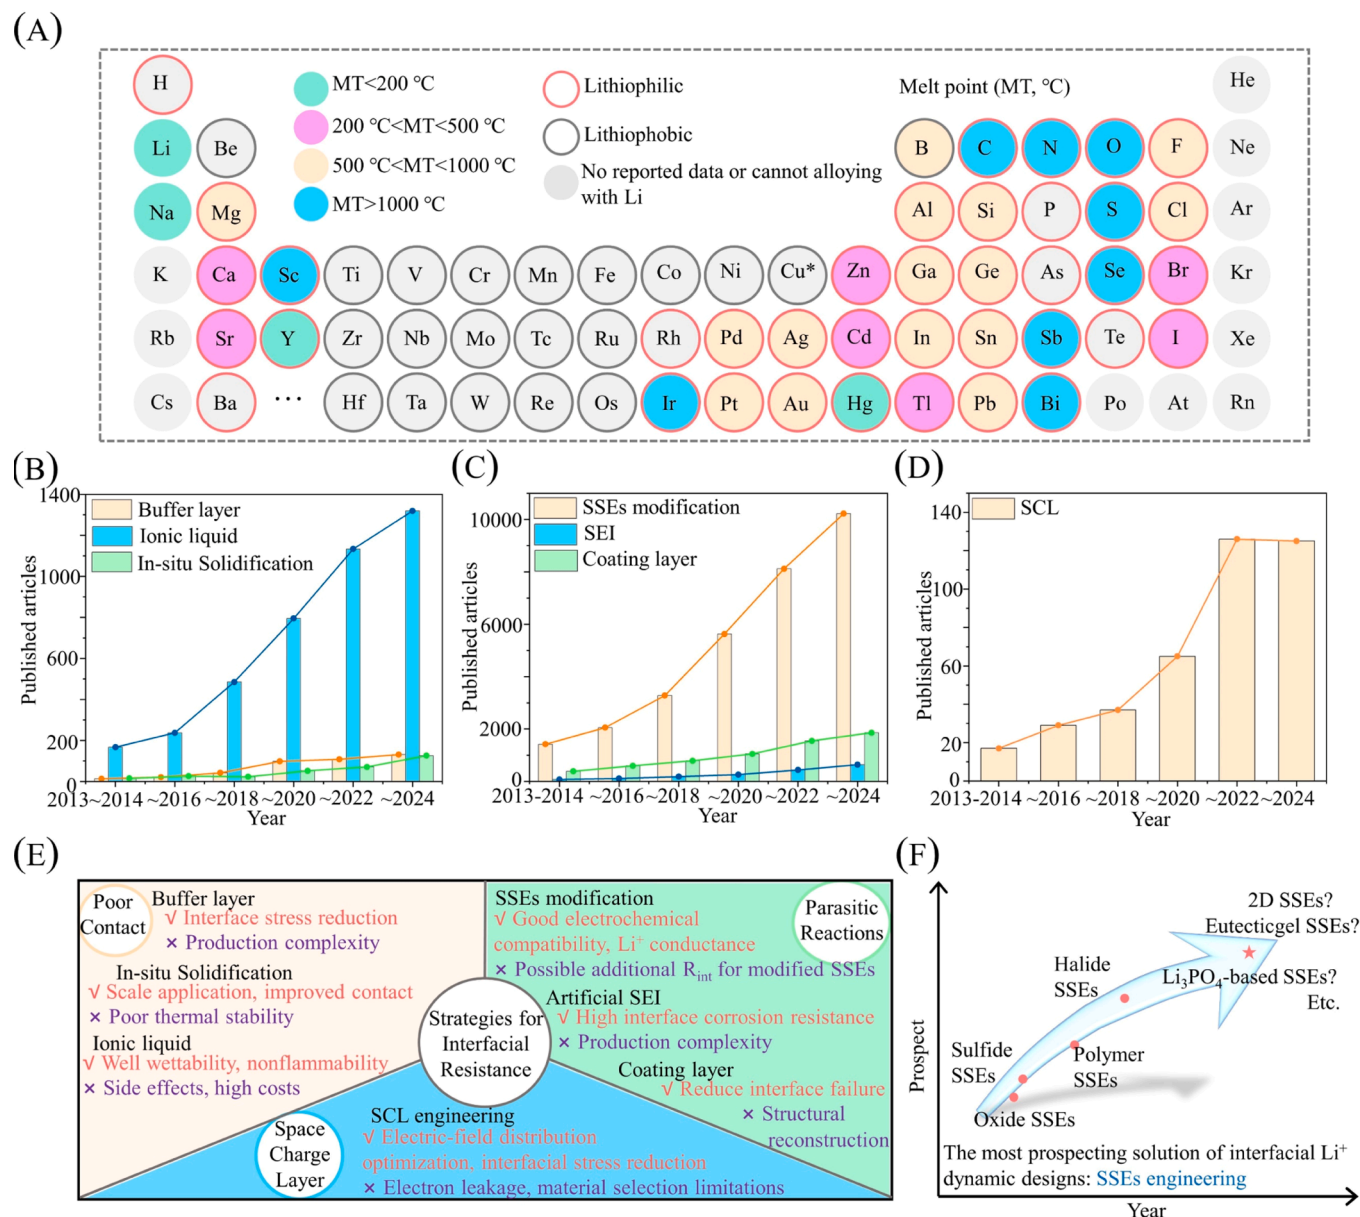 (A)
H
MT<200 ℃
Lithiophilic
Melt point (MT, ℃)
He
200 ℃<MT<500 ℃
Li
Be
Lithiophobic
B
C
N
O
F
Ne
500 ℃<MT<1000 ℃
No reported data or cannot alloying
with Li
MT>1000 ℃
Na
Mg
Al
Si
P
S
Cl
Ar
K
Ca
Sc
Ti
V
Cr
Mn
Fe
Co
Ni
Cu*
Zn
Ga
Ge
As
Se
Br
Kr
Rb
Sr
Y
Zr
Nb
Mo
Tc
Ru
Rh
Pd
Ag
Cd
In
Sn
Sb
Te
I
Xe
Cs
Ba
...
Hf
Ta
W
Re
Os
Ir
Pt
Au
Hg
Tl
Pb
Bi
Po
At
Rn
(B)
Published articles
1400
1000
600
200
0
Buffer layer
Ionic liquid
In-situ Solidification
2013~2014 ~2016 ~2018 ~2020 ~2022 ~2024
Year
(C)
Published articles
10000
6000
2000
0
SSEs modification
SEI
Coating layer
2013-2014 ~2016 ~2018 ~2020 ~2022 ~2024
Year
(D)
Published articles
140
100
60
20
0
SCL
2013-2014 ~2016 ~2018 ~2020 ~2022 ~2024
Year
(E)
Poor
Contact
Buffer layer
√ Interface stress reduction
× Production complexity
In-situ Solidification
√ Scale application, improved contact
× Poor thermal stability
Ionic liquid
√ Well wettability, nonflammability
× Side effects, high costs
SSEs modification
√ Good electrochemical
compatibility, Li⁺ conductance
× Possible additional Rint for modified SSEs
Parasitic
Reactions
Artificial SEI
√ High interface corrosion resistance
× Production complexity
Coating layer
√ Reduce interface failure
× Structural
reconstruction
Strategies for
Interfacial
Resistance
Space
Charge
Layer
SCL engineering
√ Electric-field distribution
optimization, interfacial stress reduction
× Electron leakage, material selection limitations
(F)
Prospect
2D SSEs?
Eutecticgel SSEs?
Li₃PO₄-based SSEs?
Etc.
Halide
SSEs
Sulfide
SSEs
Polymer
SSEs
Oxide SSEs
The most prospecting solution of interfacial Li⁺
dynamic designs: SSEs engineering
Year